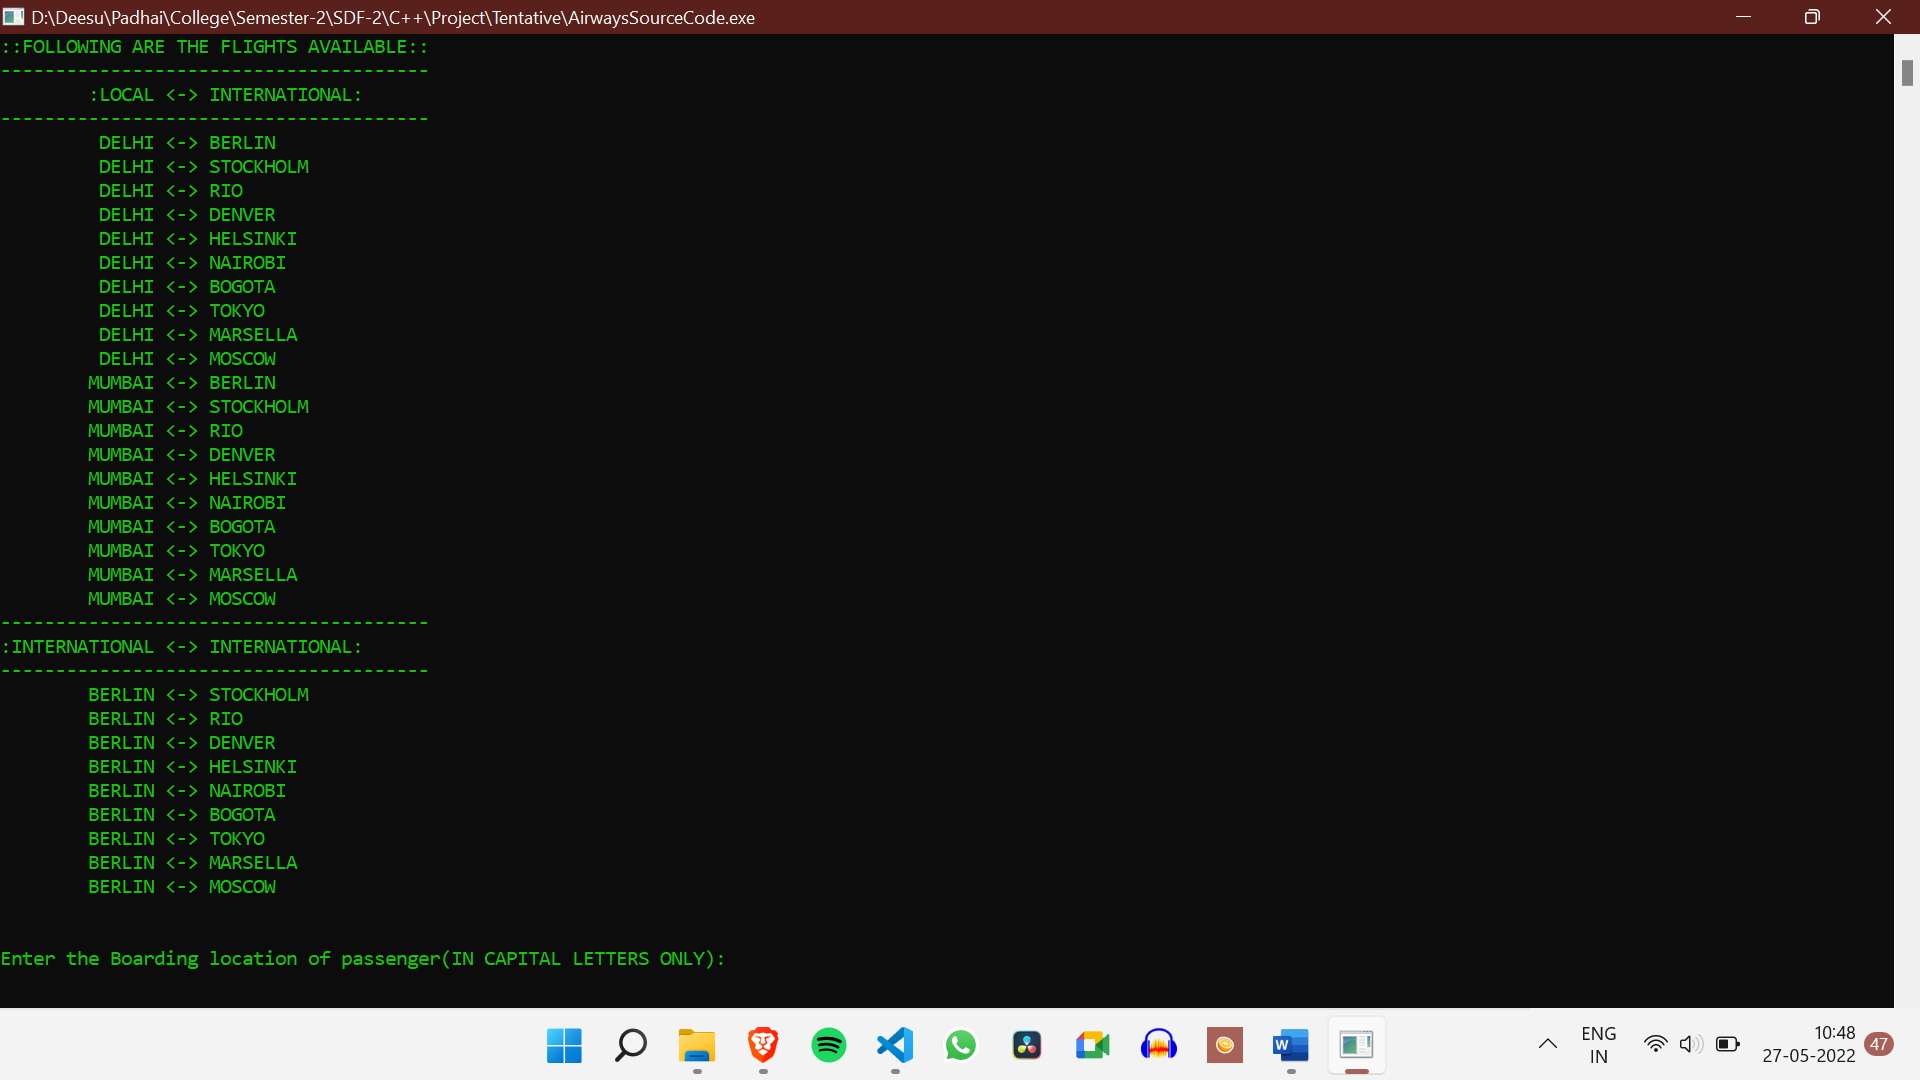 D:\Deesu\Padhai\College\Semester-2\SDF-2\C++\Project\Tentative\AirwaysSourceCode.exe
::FOLLOWING ARE THE FLIGHTS AVAILABLE::
---------------------------------------
:LOCAL <-> INTERNATIONAL:
---------------------------------------
DELHI <-> BERLIN
DELHI <-> STOCKHOLM
DELHI <-> RIO
DELHI <-> DENVER
DELHI <-> HELSINKI
DELHI <-> NAIROBI
DELHI <-> BOGOTA
DELHI <-> TOKYO
DELHI <-> MARSELLA
DELHI <-> MOSCOW
MUMBAI <-> BERLIN
MUMBAI <-> STOCKHOLM
MUMBAI <-> RIO
MUMBAI <-> DENVER
MUMBAI <-> HELSINKI
MUMBAI <-> NAIROBI
MUMBAI <-> BOGOTA
MUMBAI <-> TOKYO
MUMBAI <-> MARSELLA
MUMBAI <-> MOSCOW
---------------------------------------
:INTERNATIONAL <-> INTERNATIONAL:
---------------------------------------
BERLIN <-> STOCKHOLM
BERLIN <-> RIO
BERLIN <-> DENVER
BERLIN <-> HELSINKI
BERLIN <-> NAIROBI
BERLIN <-> BOGOTA
BERLIN <-> TOKYO
BERLIN <-> MARSELLA
BERLIN <-> MOSCOW
Enter the Boarding location of passenger(IN CAPITAL LETTERS ONLY):
W
ENG
IN
10:48
27-05-2022
47